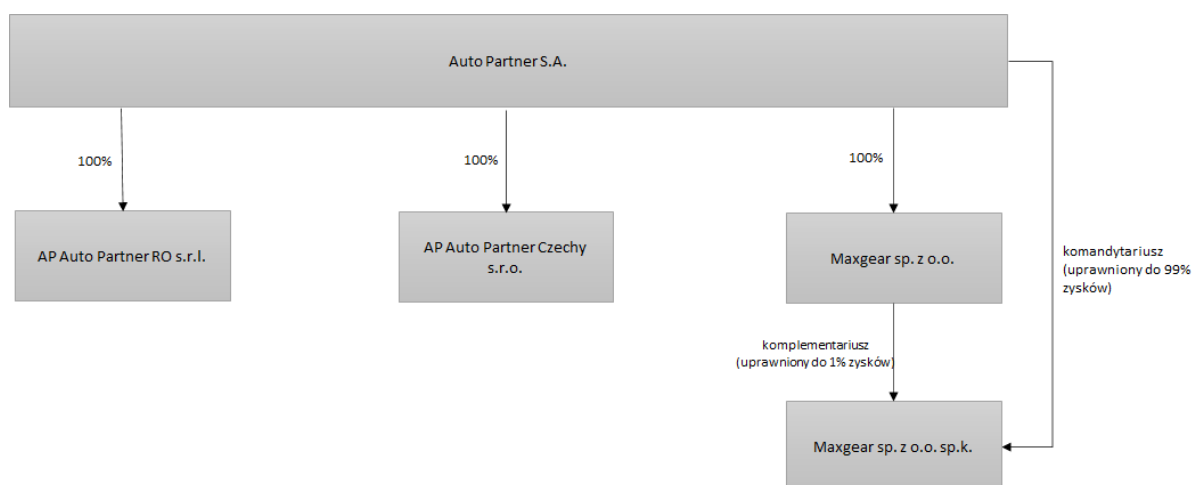 Auto Partner S.A.
100%
100%
100%
AP Auto Partner RO s.r.l.
AP Auto Partner Czechy
s.r.o.
Maxgear sp. z o.o.
komandytariusz
(uprawniony do 99%
zysków)
komplementariusz
(uprawniony do 1% zysków)
Maxgear sp. z o.o. sp.k.